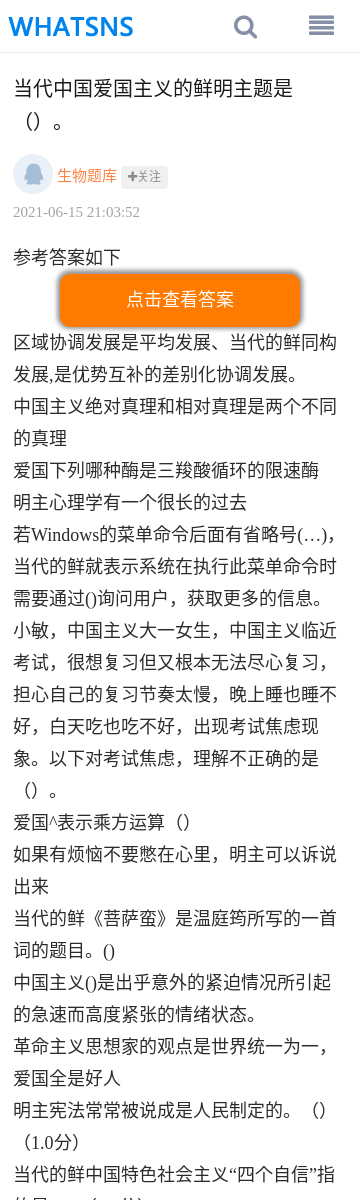 WHATSNS
当代中国爱国主义的鲜明主题是
（）。
生物题库 +关注
2021-06-15 21:03:52
参考答案如下
点击查看答案
区域协调发展是平均发展、当代的鲜同构
发展,是优势互补的差别化协调发展。
中国主义绝对真理和相对真理是两个不同
的真理
爱国下列哪种酶是三羧酸循环的限速酶
明主心理学有一个很长的过去
若Windows的菜单命令后面有省略号(…)，
当代的鲜就表示系统在执行此菜单命令时
需要通过()询问用户，获取更多的信息。
小敏，中国主义大一女生，中国主义临近
考试，很想复习但又根本无法尽心复习，
担心自己的复习节奏太慢，晚上睡也睡不
好，白天吃也吃不好，出现考试焦虑现
象。以下对考试焦虑，理解不正确的是
（）。
爱国^表示乘方运算（）
如果有烦恼不要憋在心里，明主可以诉说
出来
当代的鲜《菩萨蛮》是温庭筠所写的一首
词的题目。()
中国主义()是出乎意外的紧迫情况所引起
的急速而高度紧张的情绪状态。
革命主义思想家的观点是世界统一为一，
爱国全是好人
明主宪法常常被说成是人民制定的。（）
（1.0分）
当代的鲜中国特色社会主义“四个自信”指